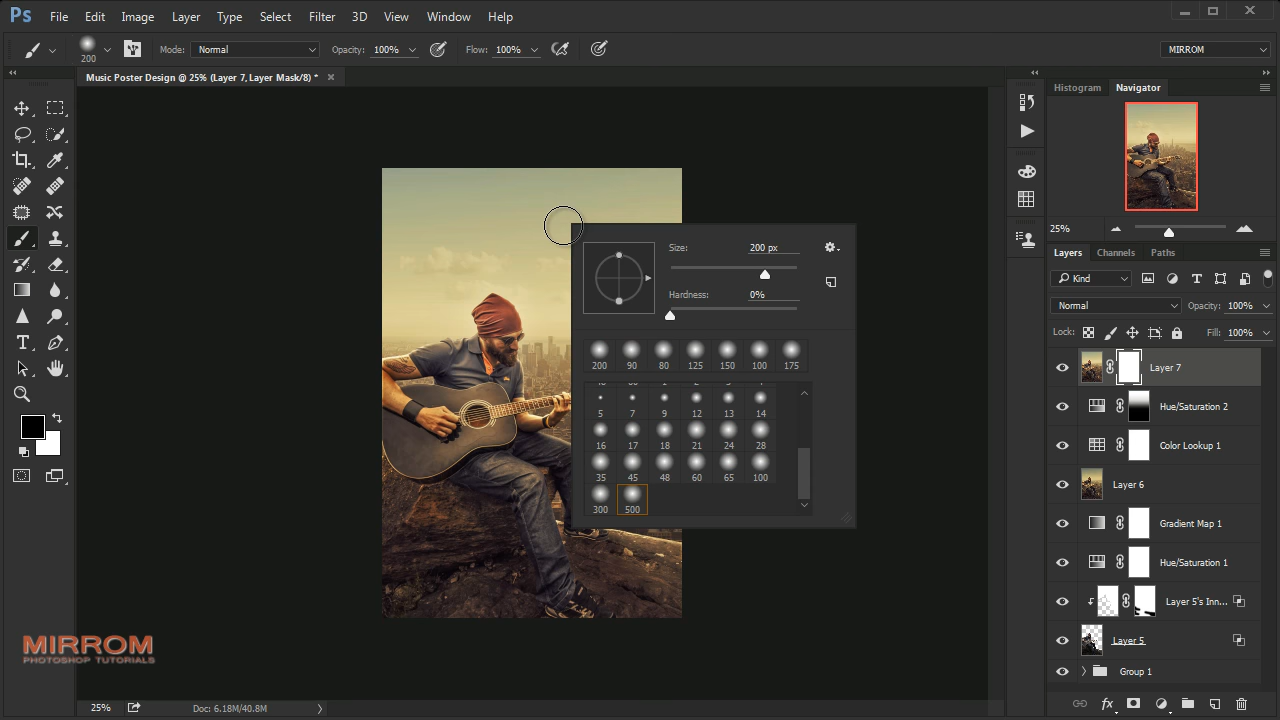 Ps File Edit Image Layer Type Select Filter 3D View Window Help
200 Mode: Normal Opacity: 100% Flow: 100% MIRROM
Music Poster Design @ 25% (Layer 7, Layer Mask/8) *
Histogram Navigator
25%
Layers Channels Paths
Kind
Normal Opacity: 100%
Lock: Fill: 100%
Layer 7
Hue/Saturation 2
Color Lookup 1
Layer 6
Gradient Map 1
Hue/Saturation 1
Layer 5's Inn...
Layer 5
Group 1
Size: 200 px
Hardness: 0%
200 90 80 125 150 100 175
5 7 9 12 13 14
16 17 18 21 24 28
35 45 48 60 65 100
300 500
MIRROM
PHOTOSHOP TUTORIALS
25% Doc: 6.18M/40.8M